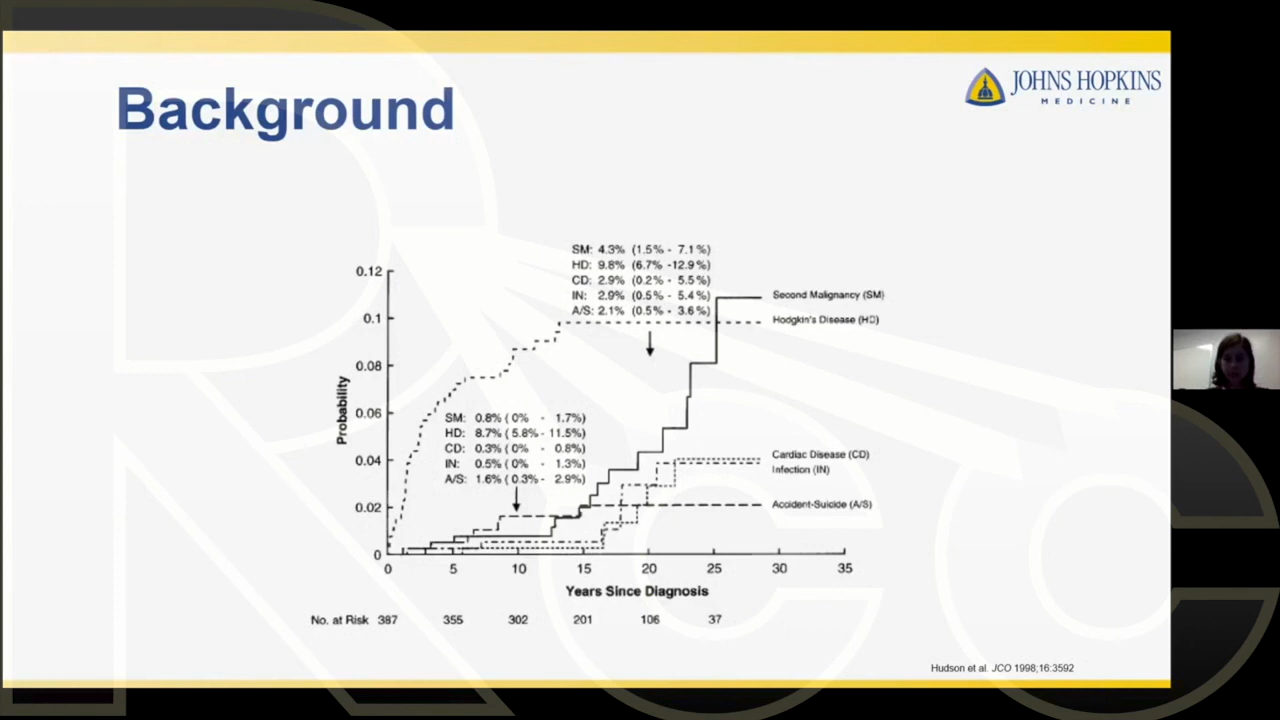 Background
JOHNS HOPKINS
MEDICINE
SM: 4.3% (1.5% - 7.1%)
HD: 9.8% (6.7% -12.9%)
CD: 2.9% (0.2% - 5.5%)
IN: 2.9% (0.5% - 5.4%)
A/S: 2.1% (0.5% - 3.6%)
0.12
0.1
0.08
0.06
0.04
0.02
0
Probability
SM: 0.8% ( 0% - 1.7%)
HD: 8.7% ( 5.8% - 11.5%)
CD: 0.3% ( 0% - 0.8%)
IN: 0.5% ( 0% - 1.3%)
A/S: 1.6% ( 0.3% - 2.9%)
Second Malignancy (SM)
Hodgkin's Disease (HD)
Cardiac Disease (CD)
Infection (IN)
Accident-Suicide (A/S)
0 5 10 15 20 25 30 35
Years Since Diagnosis
No. at Risk 387 355 302 201 106 37
Hudson et al. JCO 1998;16:3592
RCC